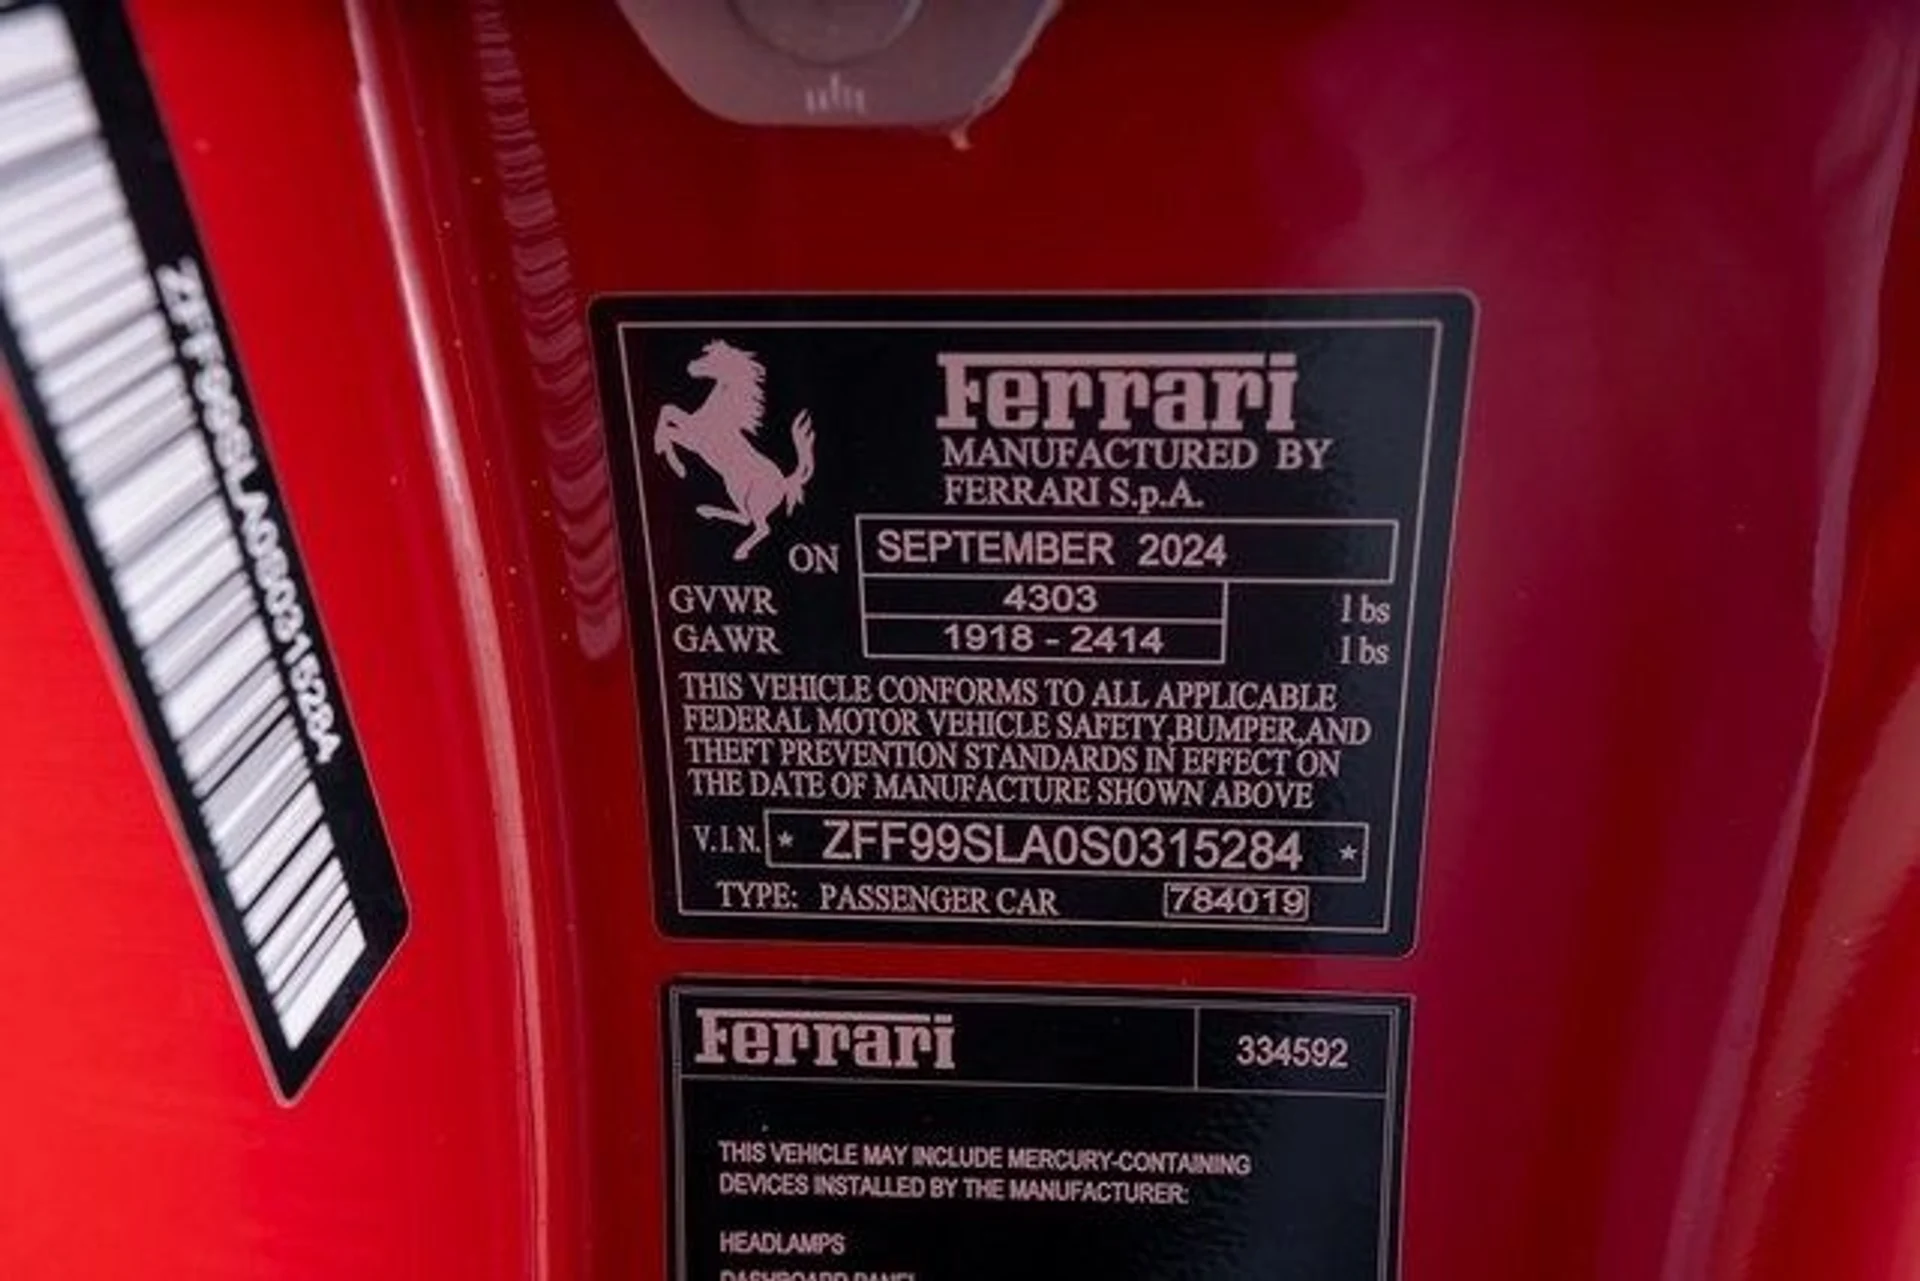 ZFF99SLA0S0315284
Ferrari
MANUFACTURED BY
FERRARI S.p.A.
ON SEPTEMBER 2024
GVWR 4303 lbs
GAWR 1918 - 2414 lbs
THIS VEHICLE CONFORMS TO ALL APPLICABLE
FEDERAL MOTOR VEHICLE SAFETY,BUMPER,AND
THEFT PREVENTION STANDARDS IN EFFECT ON
THE DATE OF MANUFACTURE SHOWN ABOVE
V.I.N. * ZFF99SLA0S0315284 *
TYPE: PASSENGER CAR 784019
Ferrari 334592
THIS VEHICLE MAY INCLUDE MERCURY-CONTAINING
DEVICES INSTALLED BY THE MANUFACTURER:
HEADLAMPS
DASHBOARD PANEL